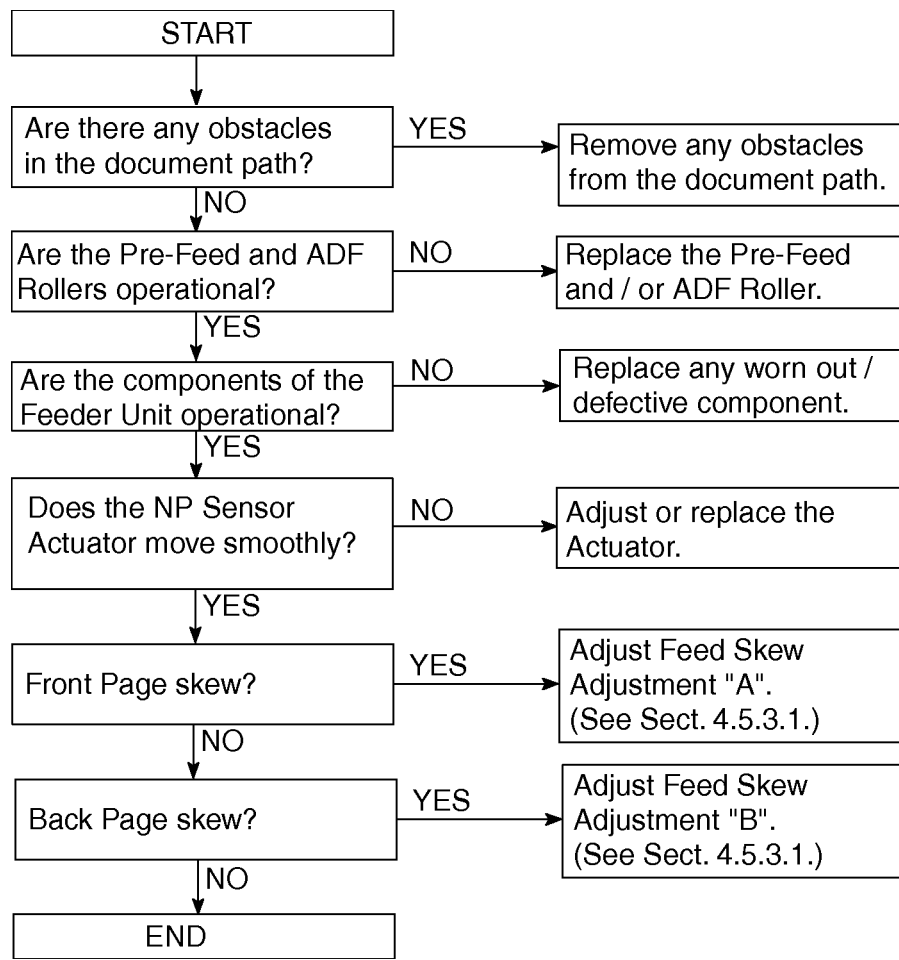 START
Are there any obstacles
in the document path?
YES
Remove any obstacles
from the document path.
NO
Are the Pre-Feed and ADF
Rollers operational?
NO
Replace the Pre-Feed
and / or ADF Roller.
YES
Are the components of the
Feeder Unit operational?
NO
Replace any worn out /
defective component.
YES
Does the NP Sensor
Actuator move smoothly?
NO
Adjust or replace the
Actuator.
YES
Front Page skew?
YES
Adjust Feed Skew
Adjustment "A".
(See Sect. 4.5.3.1.)
NO
Back Page skew?
YES
Adjust Feed Skew
Adjustment "B".
(See Sect. 4.5.3.1.)
NO
END